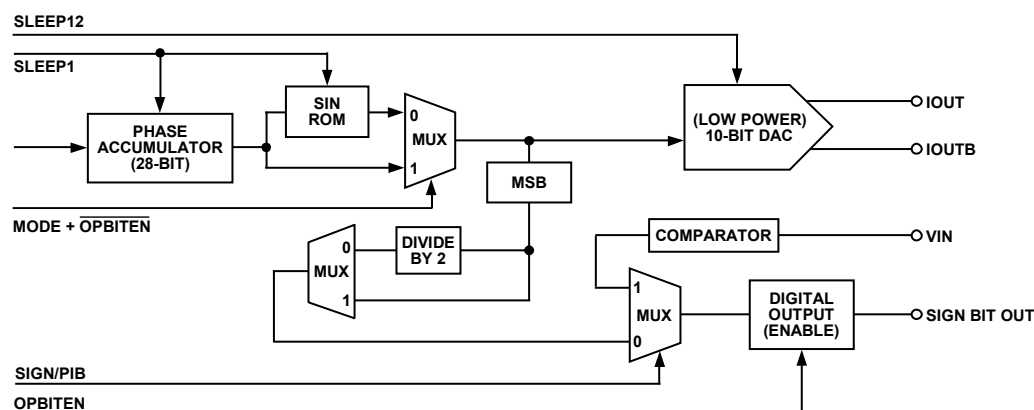 SLEEP12
SLEEP1
SIN
ROM
PHASE
ACCUMULATOR
(28-BIT)
0
MUX
1
(LOW POWER)
10-BIT DAC
IOUT
IOUTB
MSB
MODE + OPBITEN
0
DIVIDE
BY 2
MUX
1
COMPARATOR
VIN
1
MUX
0
DIGITAL
OUTPUT
(ENABLE)
SIGN BIT OUT
SIGN/PIB
OPBITEN